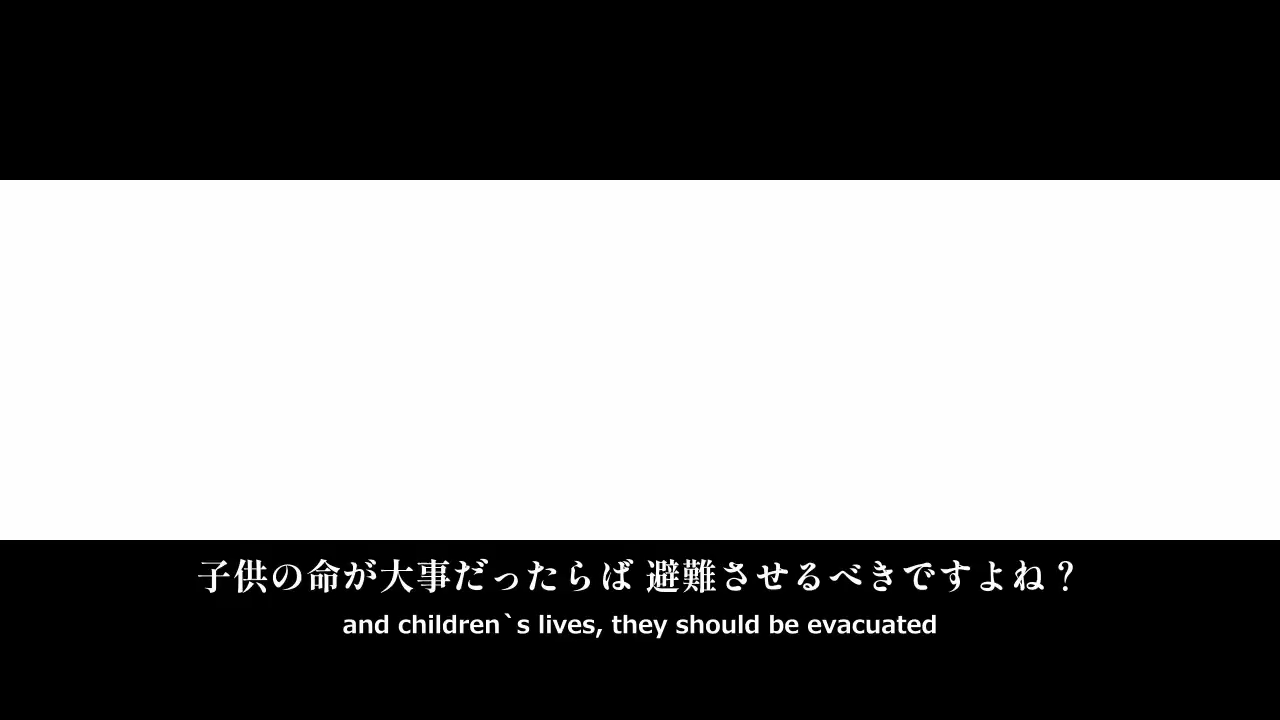 子供の命が大事だったらば 避難させるべきですよね？
and children`s lives, they should be evacuated